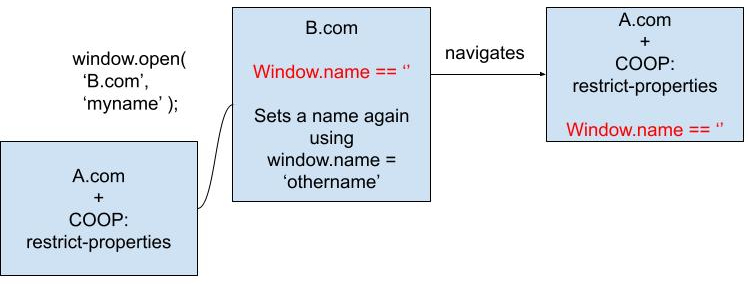 window.open(
‘B.com’,
‘myname’ );
A.com
+
COOP:
restrict-properties
B.com
Window.name == ‘’
Sets a name again
using
window.name =
‘othername’
navigates
A.com
+
COOP:
restrict-properties
Window.name == ‘’